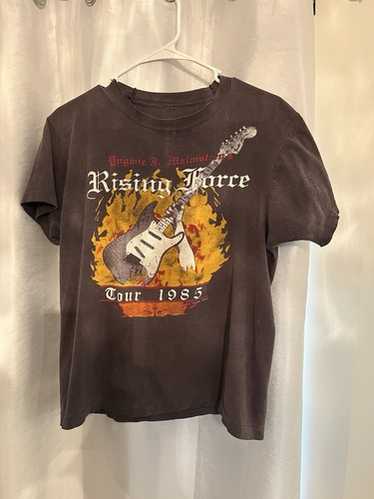 Yngwie J. Malmsteen's
Rising Force
Tour 1985